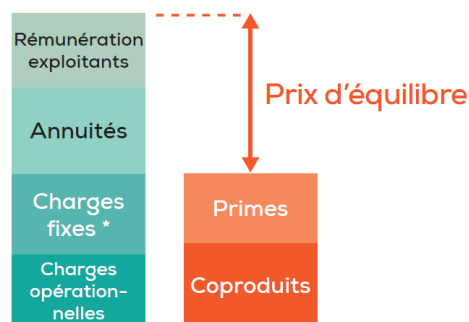 Rémunération
exploitants
Prix d'équilibre
Annuités
Charges
fixes *
Primes
Charges
opération-
nelles
Coproduits